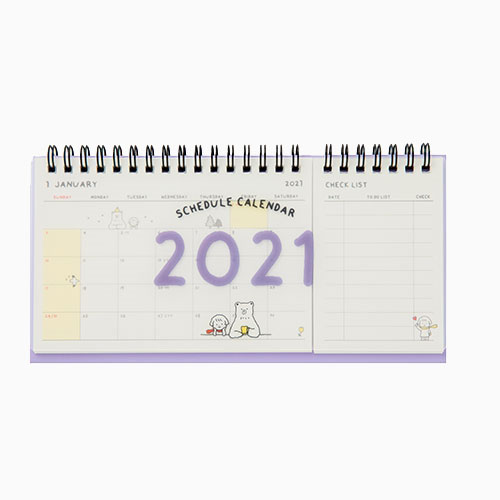 1 JANUARY 2021
SUNDAY MONDAY TUESDAY WEDNESDAY THURSDAY FRIDAY SATURDAY
SCHEDULE CALENDAR
2021
CHECK LIST
DATE TO DO LIST CHECK